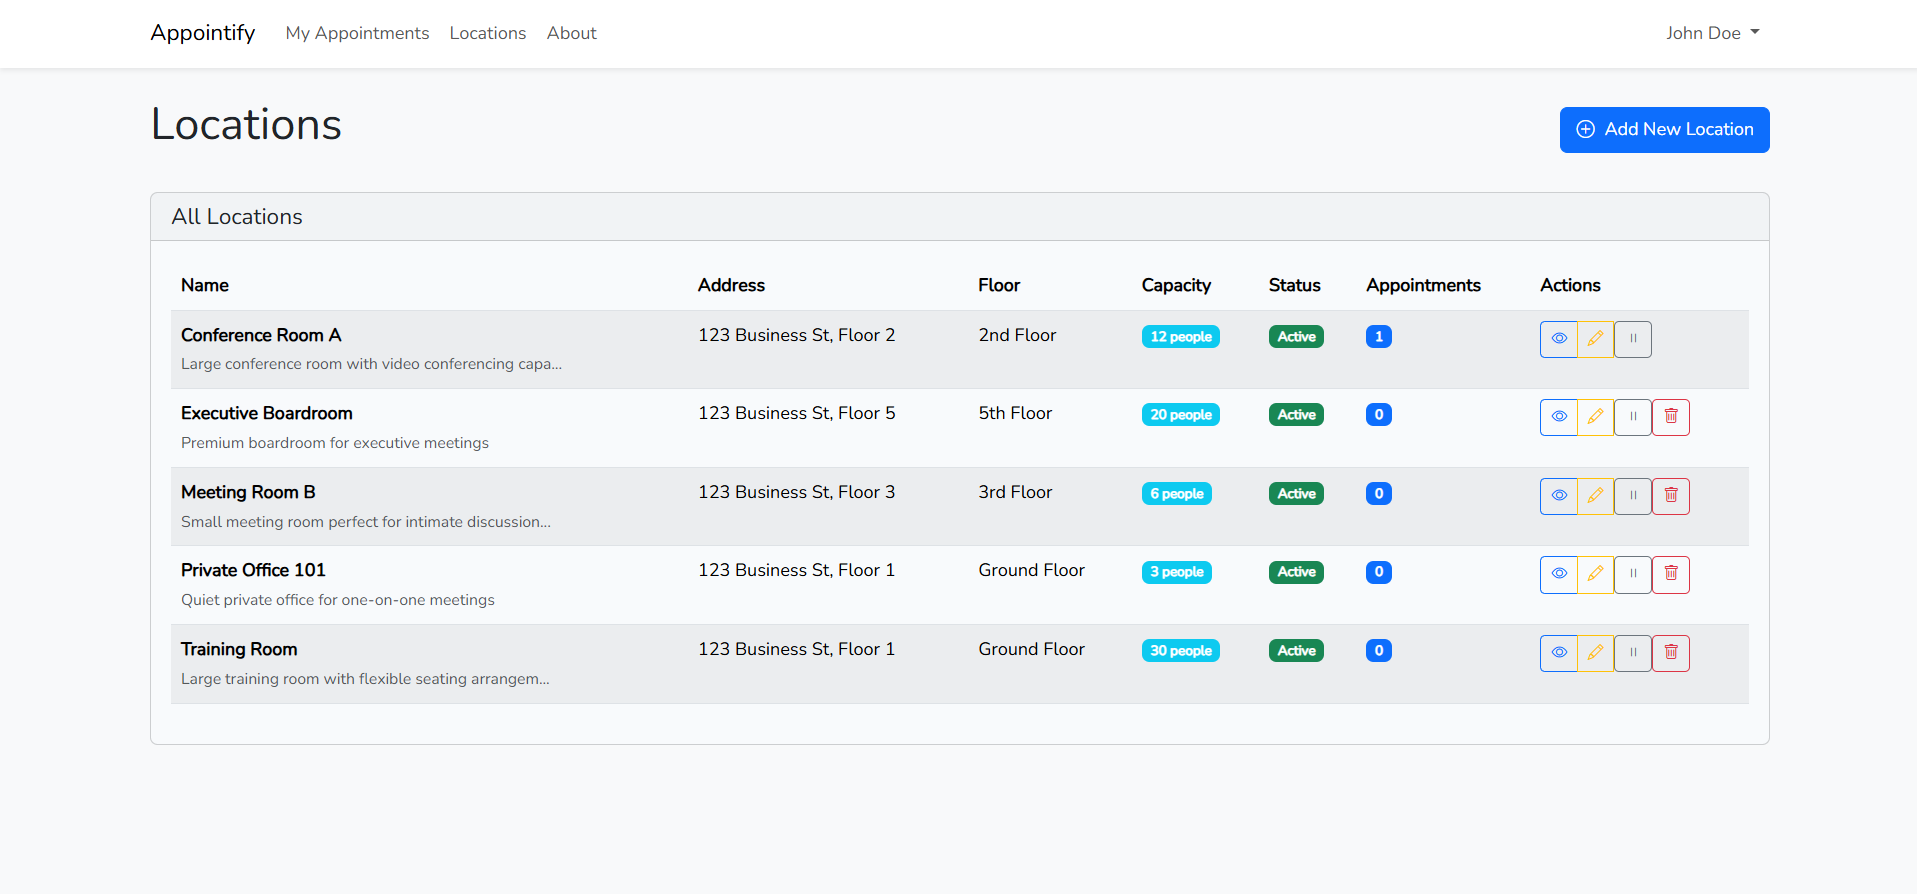 Appointify My Appointments Locations About John Doe
Locations
Add New Location
All Locations
Name Address Floor Capacity Status Appointments Actions
Conference Room A 123 Business St, Floor 2 2nd Floor 12 people Active 1
Large conference room with video conferencing capa...
Executive Boardroom 123 Business St, Floor 5 5th Floor 20 people Active 0
Premium boardroom for executive meetings
Meeting Room B 123 Business St, Floor 3 3rd Floor 6 people Active 0
Small meeting room perfect for intimate discussion...
Private Office 101 123 Business St, Floor 1 Ground Floor 3 people Active 0
Quiet private office for one-on-one meetings
Training Room 123 Business St, Floor 1 Ground Floor 30 people Active 0
Large training room with flexible seating arrangem...